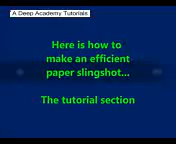 A Deep Academy Tutorials
Here is how to
make an efficient
paper slingshot...
The tutorial section